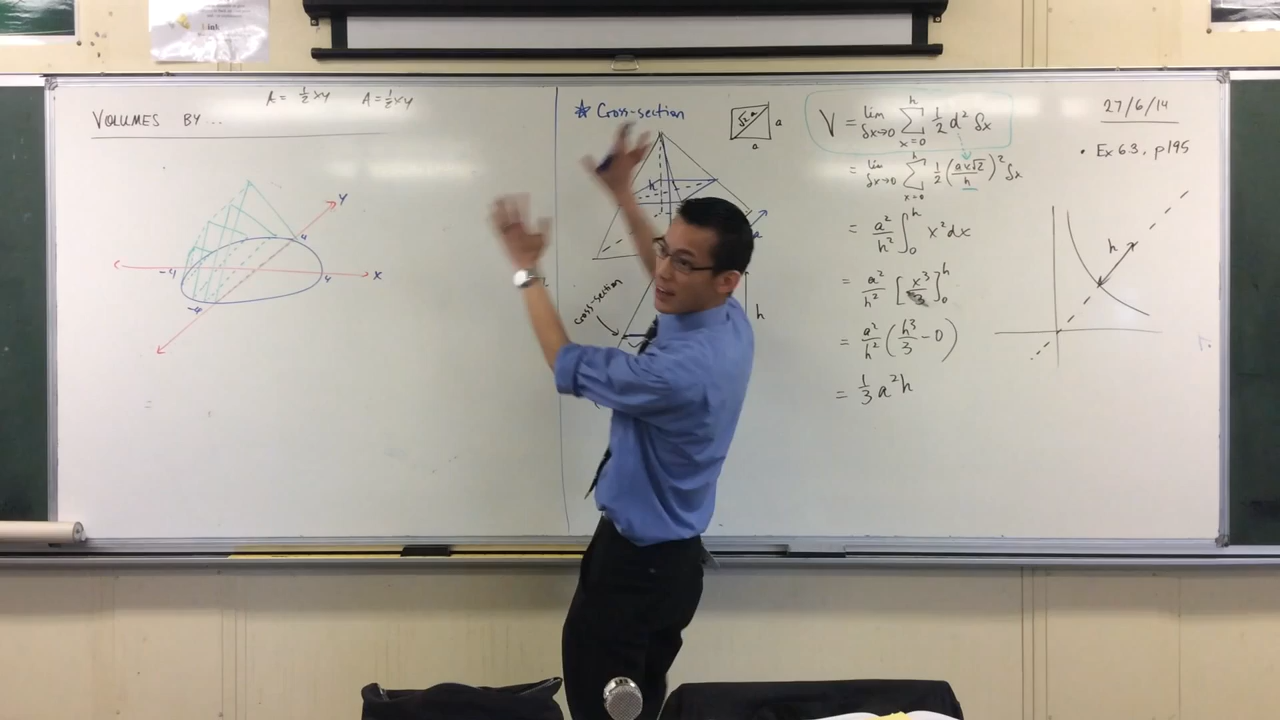 ink
A = ½xy A = ½xy
VOLUMES BY...
Y
4
-4
4
X
-4
=
* Cross-section
a
a
h
Cross-section
h
V = lim δx→0 h Σ x=0 ½ d² δx
= lim δx→0 h Σ x=0 ½ (ax√2/h)² δx
= a²/h² ∫₀ʰ x² dx
= a²/h² [x³/3]₀ʰ
= a²/h² (h³/3 - 0)
= ⅓ a²h
27/6/14
• Ex 63, p195
h